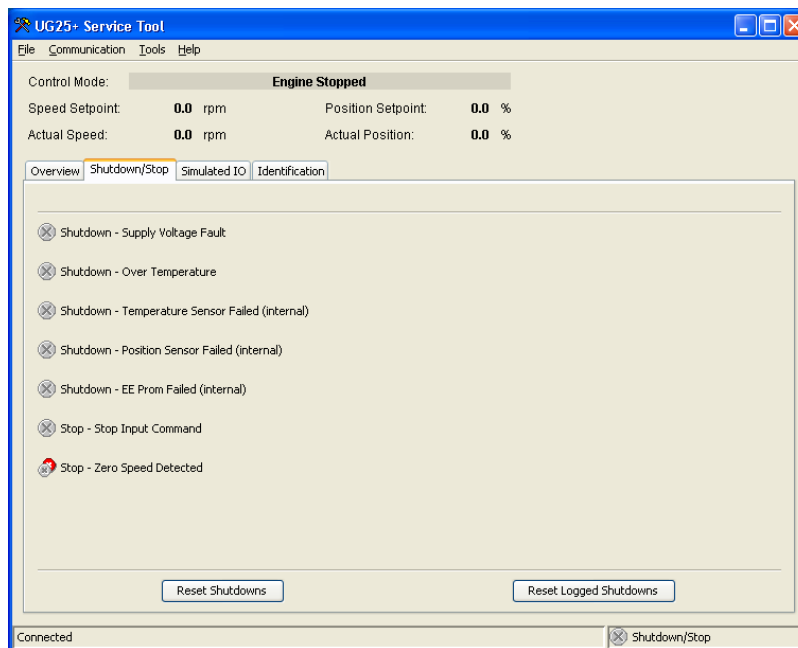 UG25+ Service Tool
File Communication Tools Help
Control Mode: Engine Stopped
Speed Setpoint: 0.0 rpm Position Setpoint: 0.0 %
Actual Speed: 0.0 rpm Actual Position: 0.0 %
Overview Shutdown/Stop Simulated IO Identification
Shutdown - Supply Voltage Fault
Shutdown - Over Temperature
Shutdown - Temperature Sensor Failed (internal)
Shutdown - Position Sensor Failed (internal)
Shutdown - EE Prom Failed (internal)
Stop - Stop Input Command
Stop - Zero Speed Detected
Reset Shutdowns Reset Logged Shutdowns
Connected Shutdown/Stop